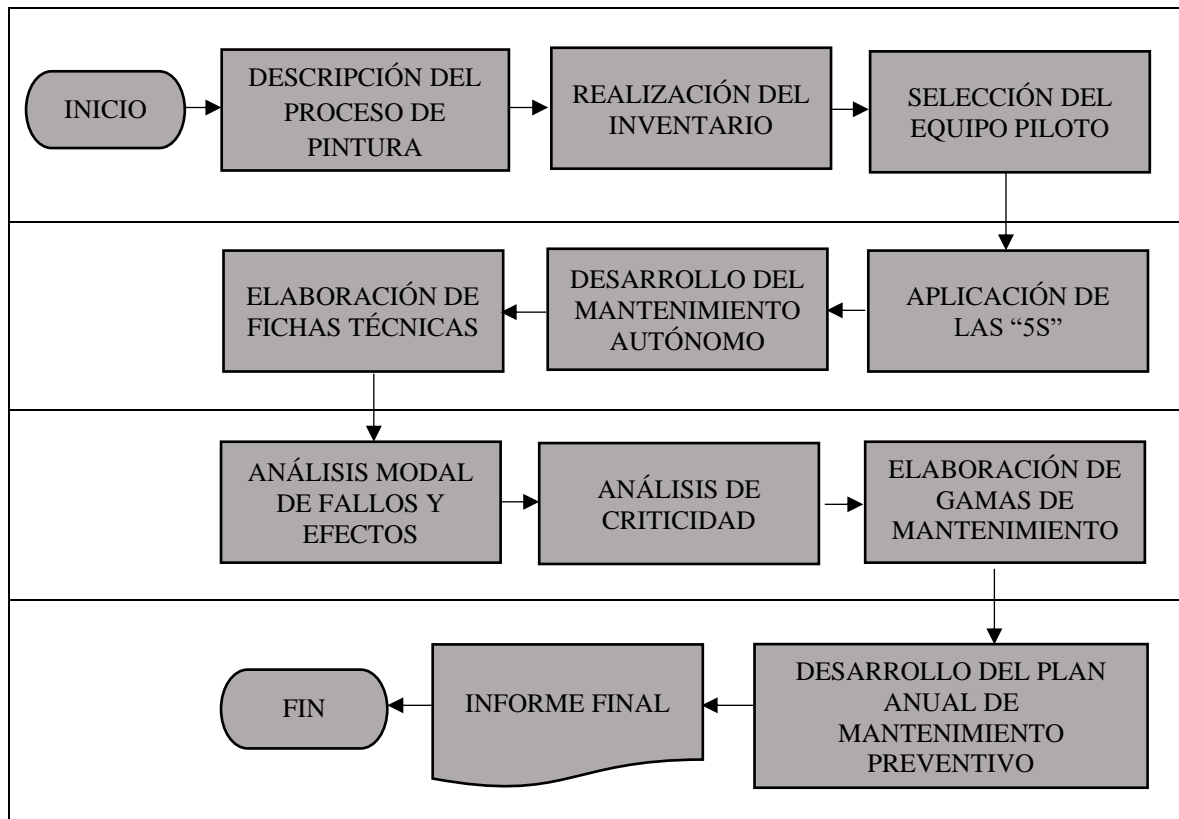 INICIO
DESCRIPCIÓN DEL
PROCESO DE
PINTURA
REALIZACIÓN DEL
INVENTARIO
SELECCIÓN DEL
EQUIPO PILOTO
APLICACIÓN DE
LAS “5S”
DESARROLLO DEL
MANTENIMIENTO
AUTÓNOMO
ELABORACIÓN DE
FICHAS TÉCNICAS
ANÁLISIS MODAL
DE FALLOS Y
EFECTOS
ANÁLISIS DE
CRITICIDAD
ELABORACIÓN DE
GAMAS DE
MANTENIMIENTO
DESARROLLO DEL PLAN
ANUAL DE
MANTENIMIENTO
PREVENTIVO
INFORME FINAL
FIN